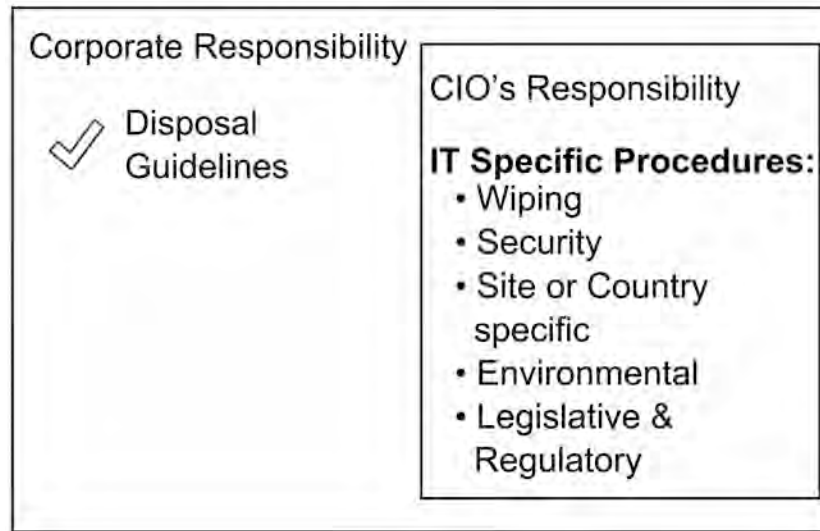 Corporate Responsibility
Disposal
Guidelines
CIO's Responsibility
IT Specific Procedures:
• Wiping
• Security
• Site or Country
specific
• Environmental
• Legislative &
Regulatory